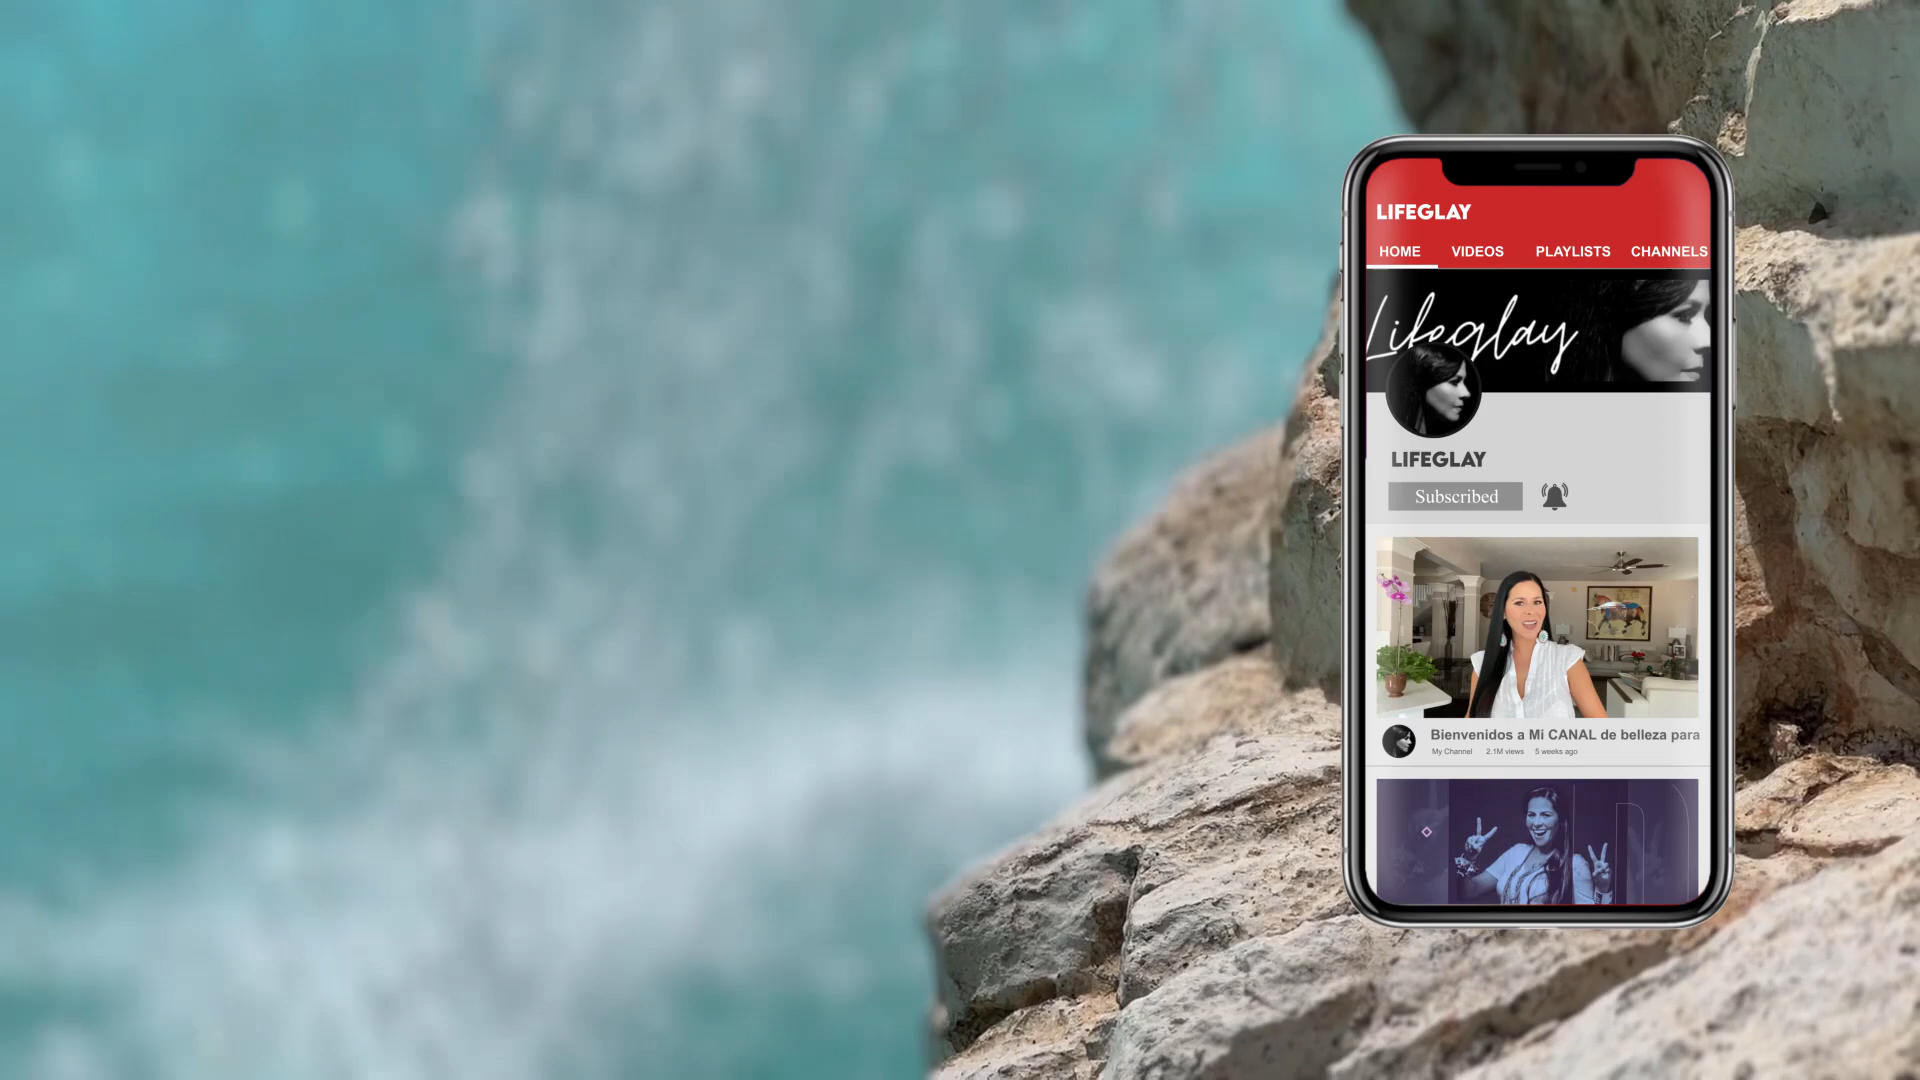 LIFEGLAY
HOME VIDEOS PLAYLISTS CHANNELS
Lifeglay
LIFEGLAY
Subscribed
Bienvenidos a Mi CANAL de belleza para
My Channel 2.1M views 5 weeks ago